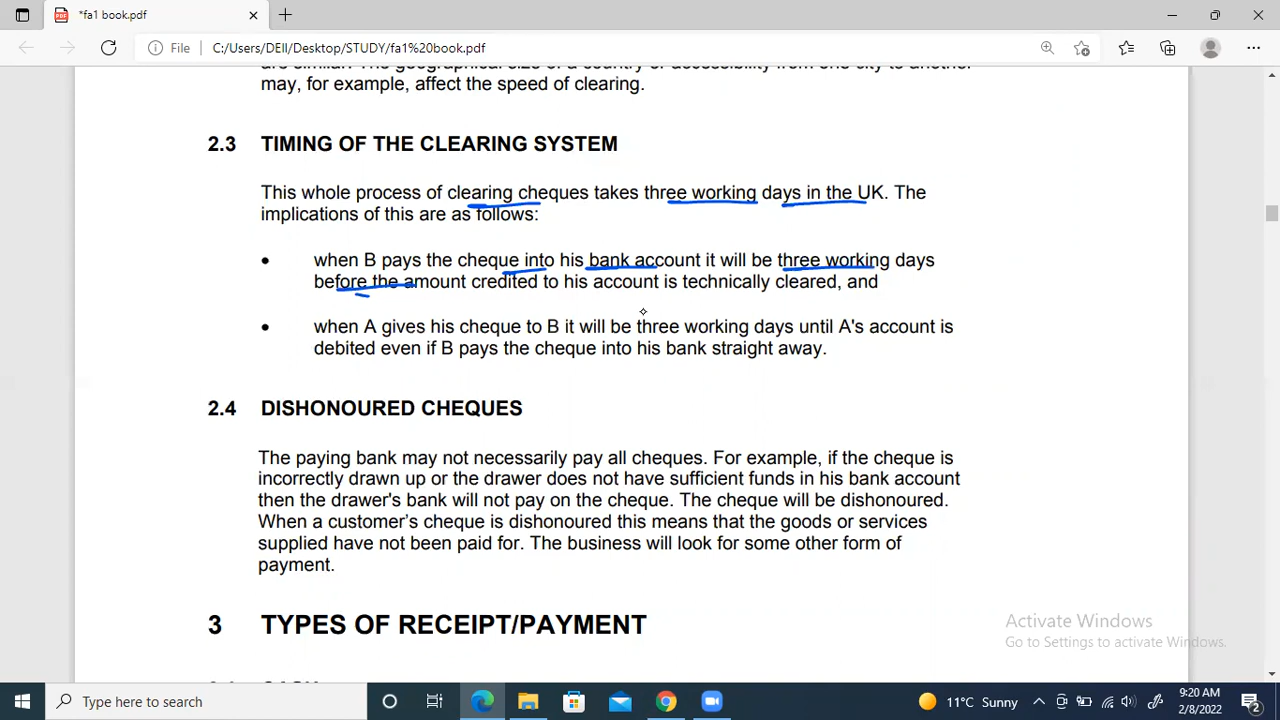 *fa1 book.pdf
File C:/Users/DEll/Desktop/STUDY/fa1%20book.pdf
may, for example, affect the speed of clearing.
2.3 TIMING OF THE CLEARING SYSTEM
This whole process of clearing cheques takes three working days in the UK. The
implications of this are as follows:
• when B pays the cheque into his bank account it will be three working days
before the amount credited to his account is technically cleared, and
• when A gives his cheque to B it will be three working days until A's account is
debited even if B pays the cheque into his bank straight away.
2.4 DISHONOURED CHEQUES
The paying bank may not necessarily pay all cheques. For example, if the cheque is
incorrectly drawn up or the drawer does not have sufficient funds in his bank account
then the drawer's bank will not pay on the cheque. The cheque will be dishonoured.
When a customer’s cheque is dishonoured this means that the goods or services
supplied have not been paid for. The business will look for some other form of
payment.
3 TYPES OF RECEIPT/PAYMENT
Activate Windows
Go to Settings to activate Windows.
Type here to search
11°C Sunny
9:20 AM
2/8/2022
2